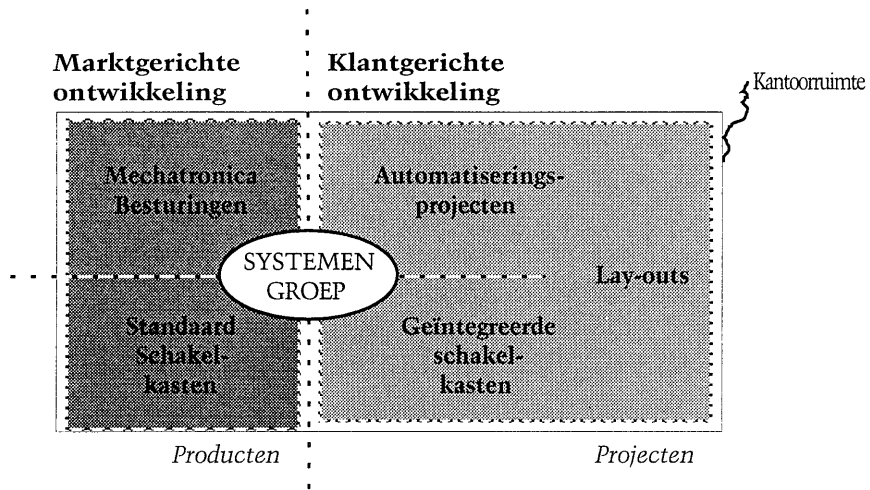 Marktgerichte
ontwikkeling
Klantgerichte
ontwikkeling
Kantoorruimte
Mechatronica
Besturingen
Automatiserings-
projecten
SYSTEMEN
GROEP
Lay-outs
Standaard
Schakel-
kasten
Geïntegreerde
schakel-
kasten
Producten
Projecten